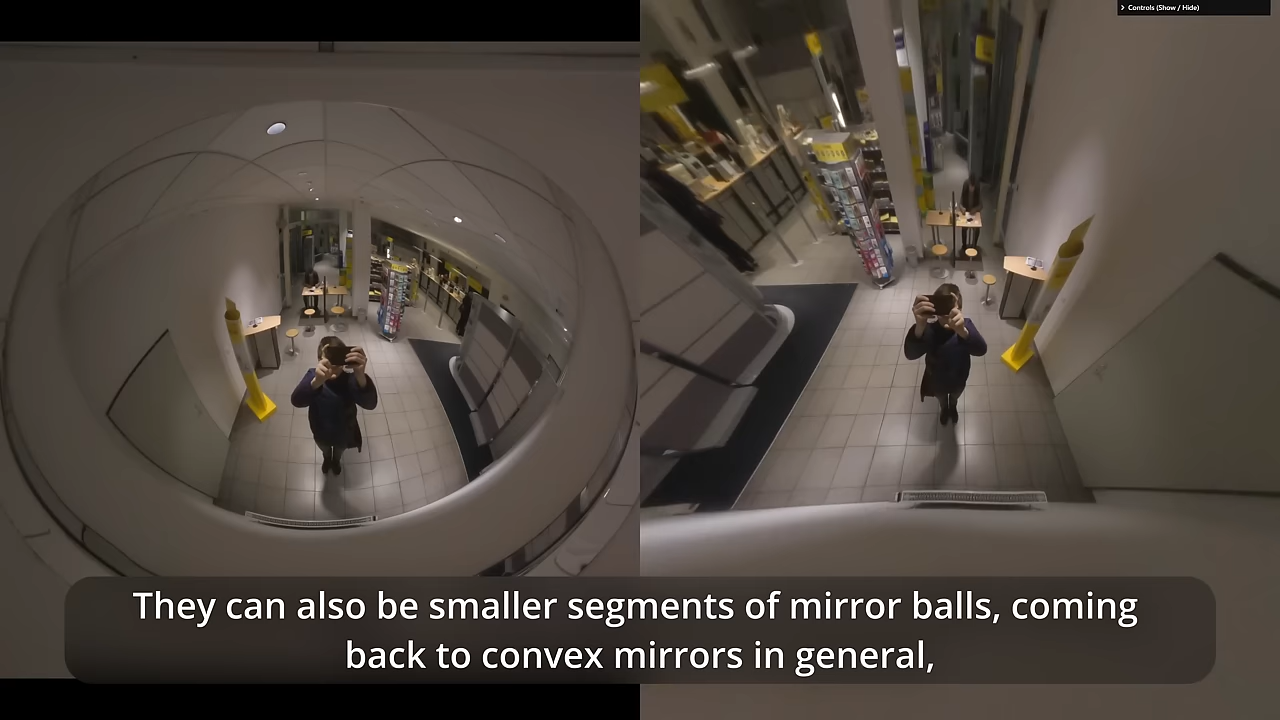 Controls (Show / Hide)
They can also be smaller segments of mirror balls, coming
back to convex mirrors in general,